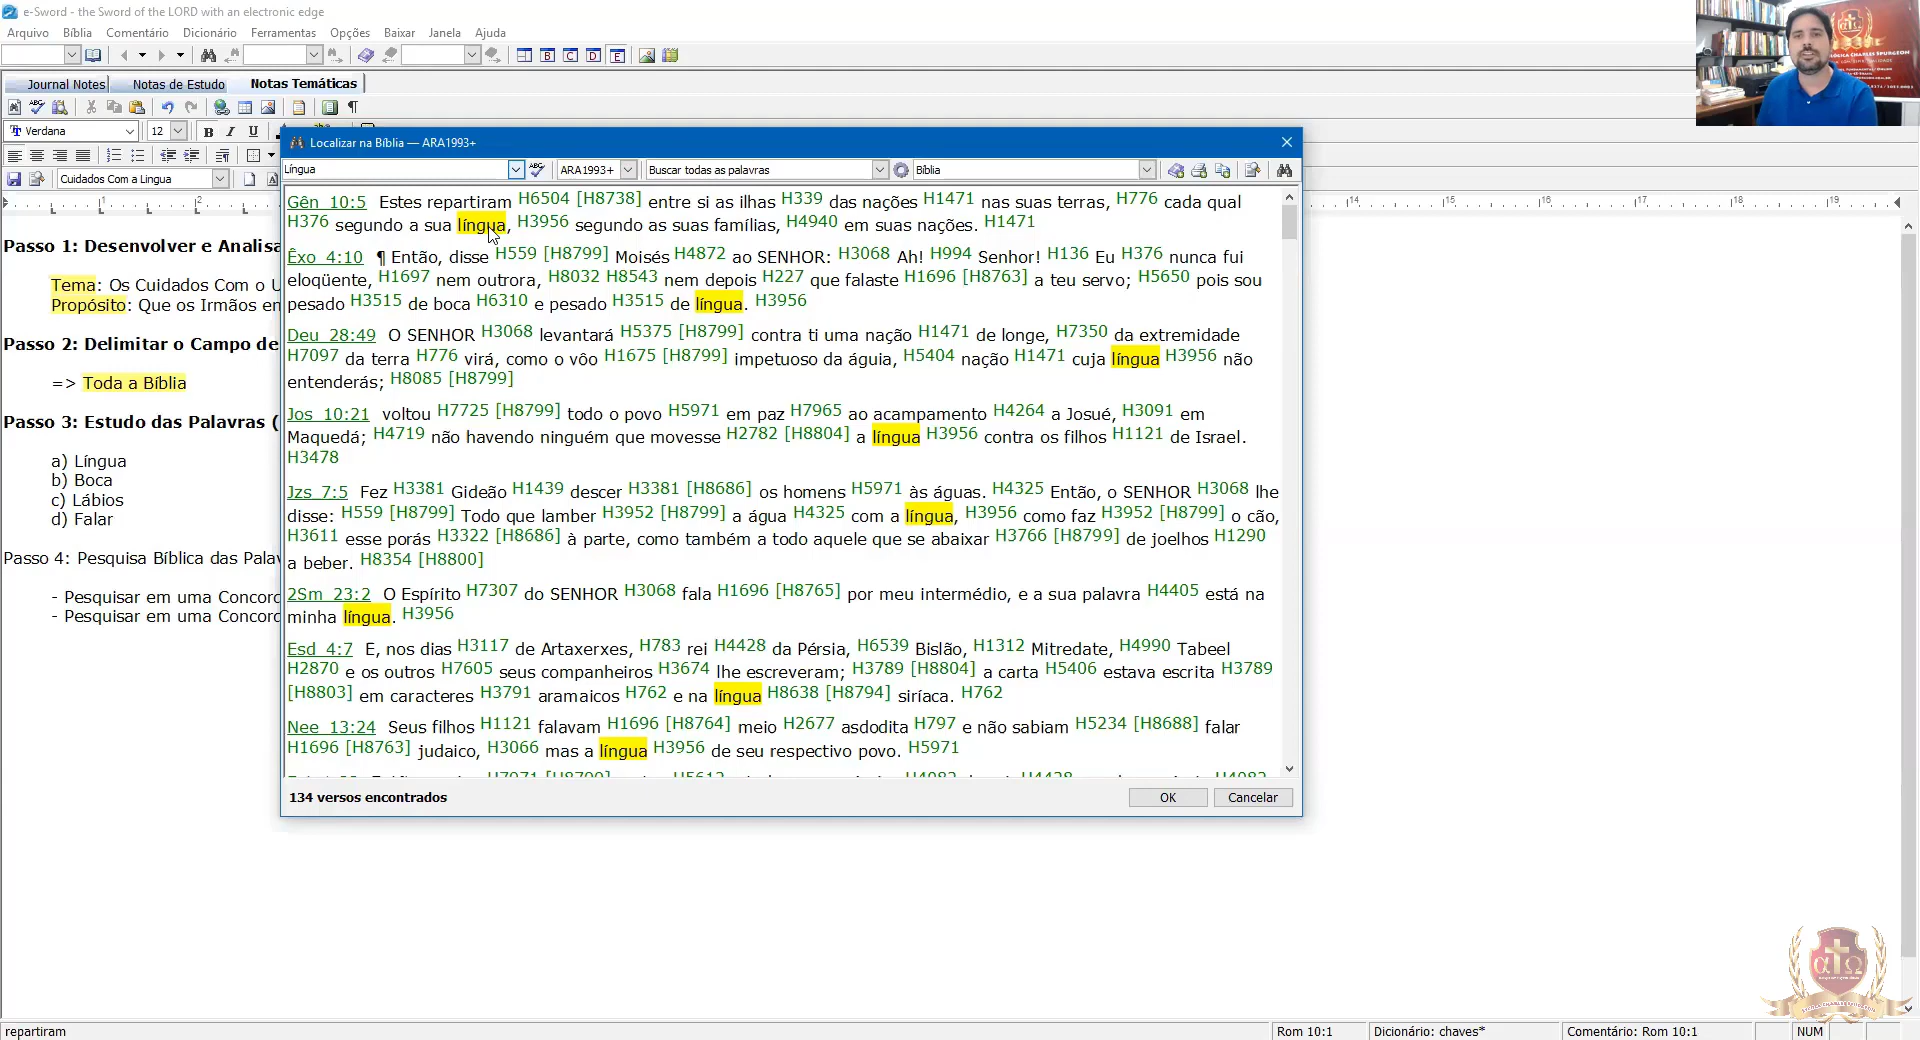 e-Sword - the Sword of the LORD with an electronic edge
Arquivo Bíblia Comentário Dicionário Ferramentas Opções Baixar Janela Ajuda
Journal Notes Notas de Estudo Notas Temáticas
Verdana 12 B I U
Cuidados Com a Lingua
Passo 1: Desenvolver e Analisa
Tema: Os Cuidados Com o U
Propósito: Que os Irmãos en
Passo 2: Delimitar o Campo de
=> Toda a Bíblia
Passo 3: Estudo das Palavras (
a) Língua
b) Boca
c) Lábios
d) Falar
Passo 4: Pesquisa Bíblica das Palav
- Pesquisar em uma Concord
- Pesquisar em uma Concord
Localizar na Bíblia — ARA1993+
Língua ARA1993+ Buscar todas as palavras Bíblia
Gên 10:5 Estes repartiram H6504 [H8738] entre si as ilhas H339 das nações H1471 nas suas terras, H776 cada qual
H376 segundo a sua língua, H3956 segundo as suas famílias, H4940 em suas nações. H1471
Êxo 4:10 ¶ Então, disse H559 [H8799] Moisés H4872 ao SENHOR: H3068 Ah! H994 Senhor! H136 Eu H376 nunca fui
eloqüente, H1697 nem outrora, H8032 H8543 nem depois H227 que falaste H1696 [H8763] a teu servo; H5650 pois sou
pesado H3515 de boca H6310 e pesado H3515 de língua. H3956
Deu 28:49 O SENHOR H3068 levantará H5375 [H8799] contra ti uma nação H1471 de longe, H7350 da extremidade
H7097 da terra H776 virá, como o vôo H1675 [H8799] impetuoso da águia, H5404 nação H1471 cuja língua H3956 não
entenderás; H8085 [H8799]
Jos 10:21 voltou H7725 [H8799] todo o povo H5971 em paz H7965 ao acampamento H4264 a Josué, H3091 em
Maquedá; H4719 não havendo ninguém que movesse H2782 [H8804] a língua H3956 contra os filhos H1121 de Israel.
H3478
Jzs 7:5 Fez H3381 Gideão H1439 descer H3381 [H8686] os homens H5971 às águas. H4325 Então, o SENHOR H3068 lhe
disse: H559 [H8799] Todo que lamber H3952 [H8799] a água H4325 com a língua, H3956 como faz H3952 [H8799] o cão,
H3611 esse porás H3322 [H8686] à parte, como também a todo aquele que se abaixar H3766 [H8799] de joelhos H1290
a beber. H8354 [H8800]
2Sm 23:2 O Espírito H7307 do SENHOR H3068 fala H1696 [H8765] por meu intermédio, e a sua palavra H4405 está na
minha língua. H3956
Esd 4:7 E, nos dias H3117 de Artaxerxes, H783 rei H4428 da Pérsia, H6539 Bislão, H1312 Mitredate, H4990 Tabeel
H2870 e os outros H7605 seus companheiros H3674 lhe escreveram; H3789 [H8804] a carta H5406 estava escrita H3789
[H8803] em caracteres H3791 aramaicos H762 e na língua H8638 [H8794] siríaca. H762
Nee 13:24 Seus filhos H1121 falavam H1696 [H8764] meio H2677 asdodita H797 e não sabiam H5234 [H8688] falar
H1696 [H8763] judaico, H3066 mas a língua H3956 de seu respectivo povo. H5971
134 versos encontrados
OK Cancelar
repartiram Rom 10:1 Dicionário: chaves* Comentário: Rom 10:1 NUM